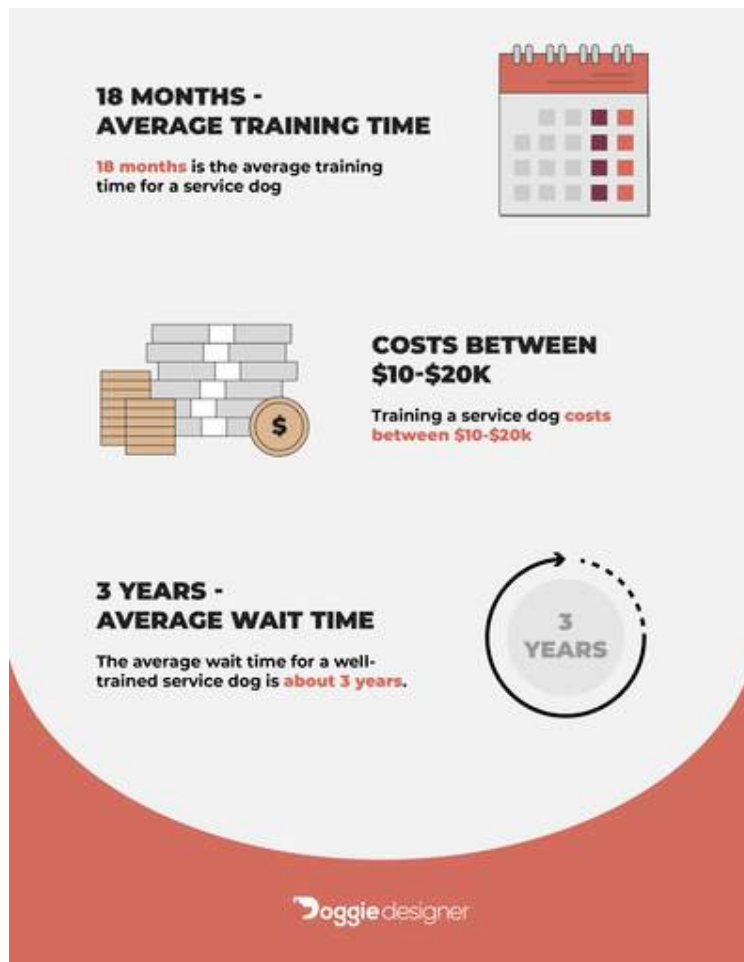 18 MONTHS -
AVERAGE TRAINING TIME
18 months is the average training
time for a service dog
COSTS BETWEEN
$10-$20K
Training a service dog costs
between $10-$20k
$
3 YEARS -
AVERAGE WAIT TIME
The average wait time for a well-
trained service dog is about 3 years.
3
YEARS
Doggiedesigner